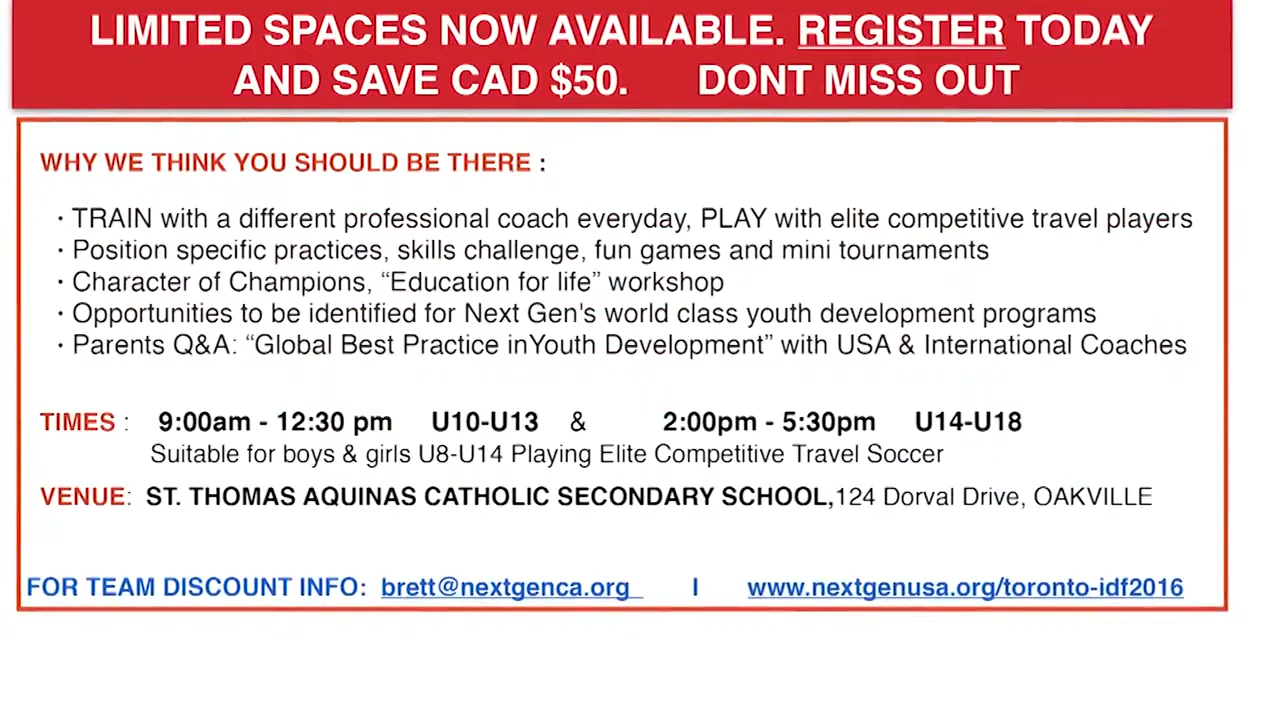 LIMITED SPACES NOW AVAILABLE. REGISTER TODAY
AND SAVE CAD $50. DONT MISS OUT
WHY WE THINK YOU SHOULD BE THERE :
· TRAIN with a different professional coach everyday, PLAY with elite competitive travel players
· Position specific practices, skills challenge, fun games and mini tournaments
· Character of Champions, “Education for life” workshop
· Opportunities to be identified for Next Gen's world class youth development programs
· Parents Q&A: “Global Best Practice inYouth Development” with USA & International Coaches
TIMES : 9:00am - 12:30 pm U10-U13 & 2:00pm - 5:30pm U14-U18
Suitable for boys & girls U8-U14 Playing Elite Competitive Travel Soccer
VENUE: ST. THOMAS AQUINAS CATHOLIC SECONDARY SCHOOL,124 Dorval Drive, OAKVILLE
FOR TEAM DISCOUNT INFO: brett@nextgenca.org I www.nextgenusa.org/toronto-idf2016